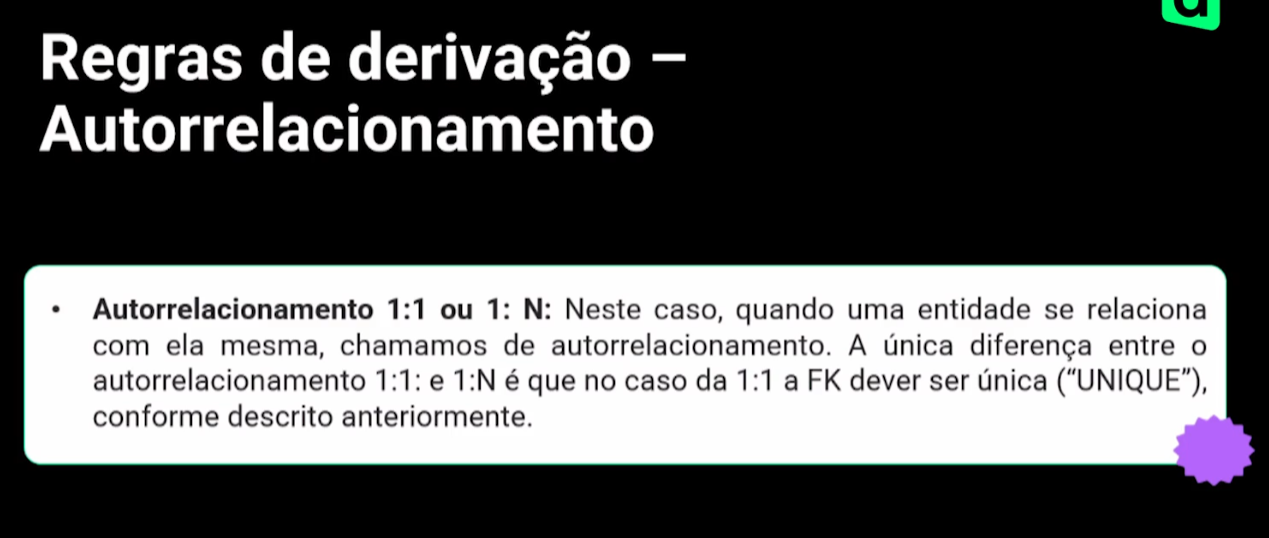 Regras de derivação –
Autorrelacionamento
• Autorrelacionamento 1:1 ou 1: N: Neste caso, quando uma entidade se relaciona
com ela mesma, chamamos de autorrelacionamento. A única diferença entre o
autorrelacionamento 1:1: e 1:N é que no caso da 1:1 a FK dever ser única (“UNIQUE”),
conforme descrito anteriormente.